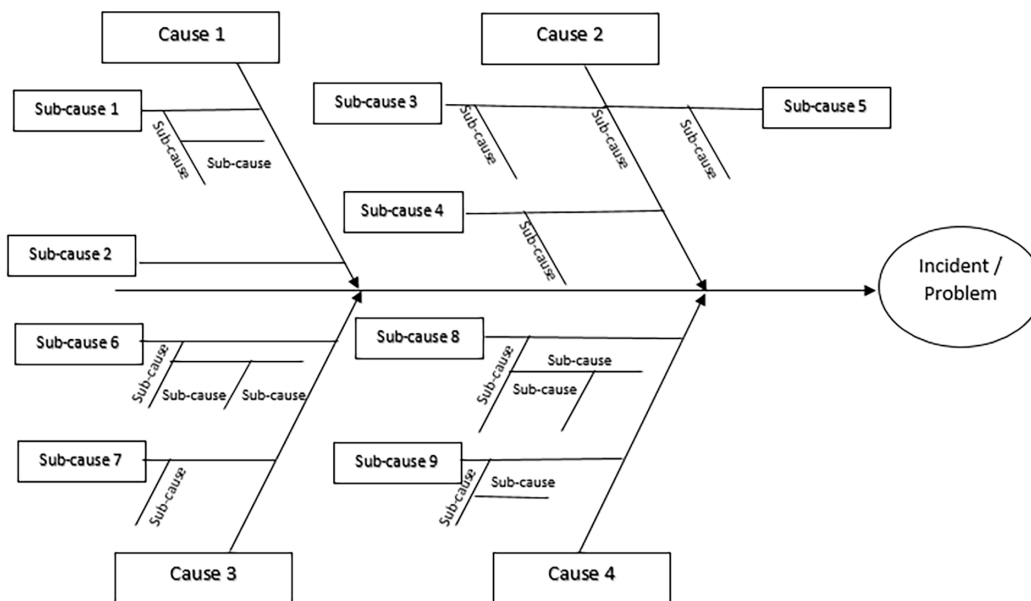 Cause 1
Cause 2
Sub-cause 1
Sub-cause
Sub-cause
Sub-cause 3
Sub-cause
Sub-cause
Sub-cause
Sub-cause 5
Sub-cause 4
Sub-cause
Sub-cause 2
Incident /
Problem
Sub-cause 6
Sub-cause
Sub-cause
Sub-cause
Sub-cause 8
Sub-cause
Sub-cause
Sub-cause
Sub-cause 7
Sub-cause
Sub-cause 9
Sub-cause
Sub-cause
Cause 3
Cause 4